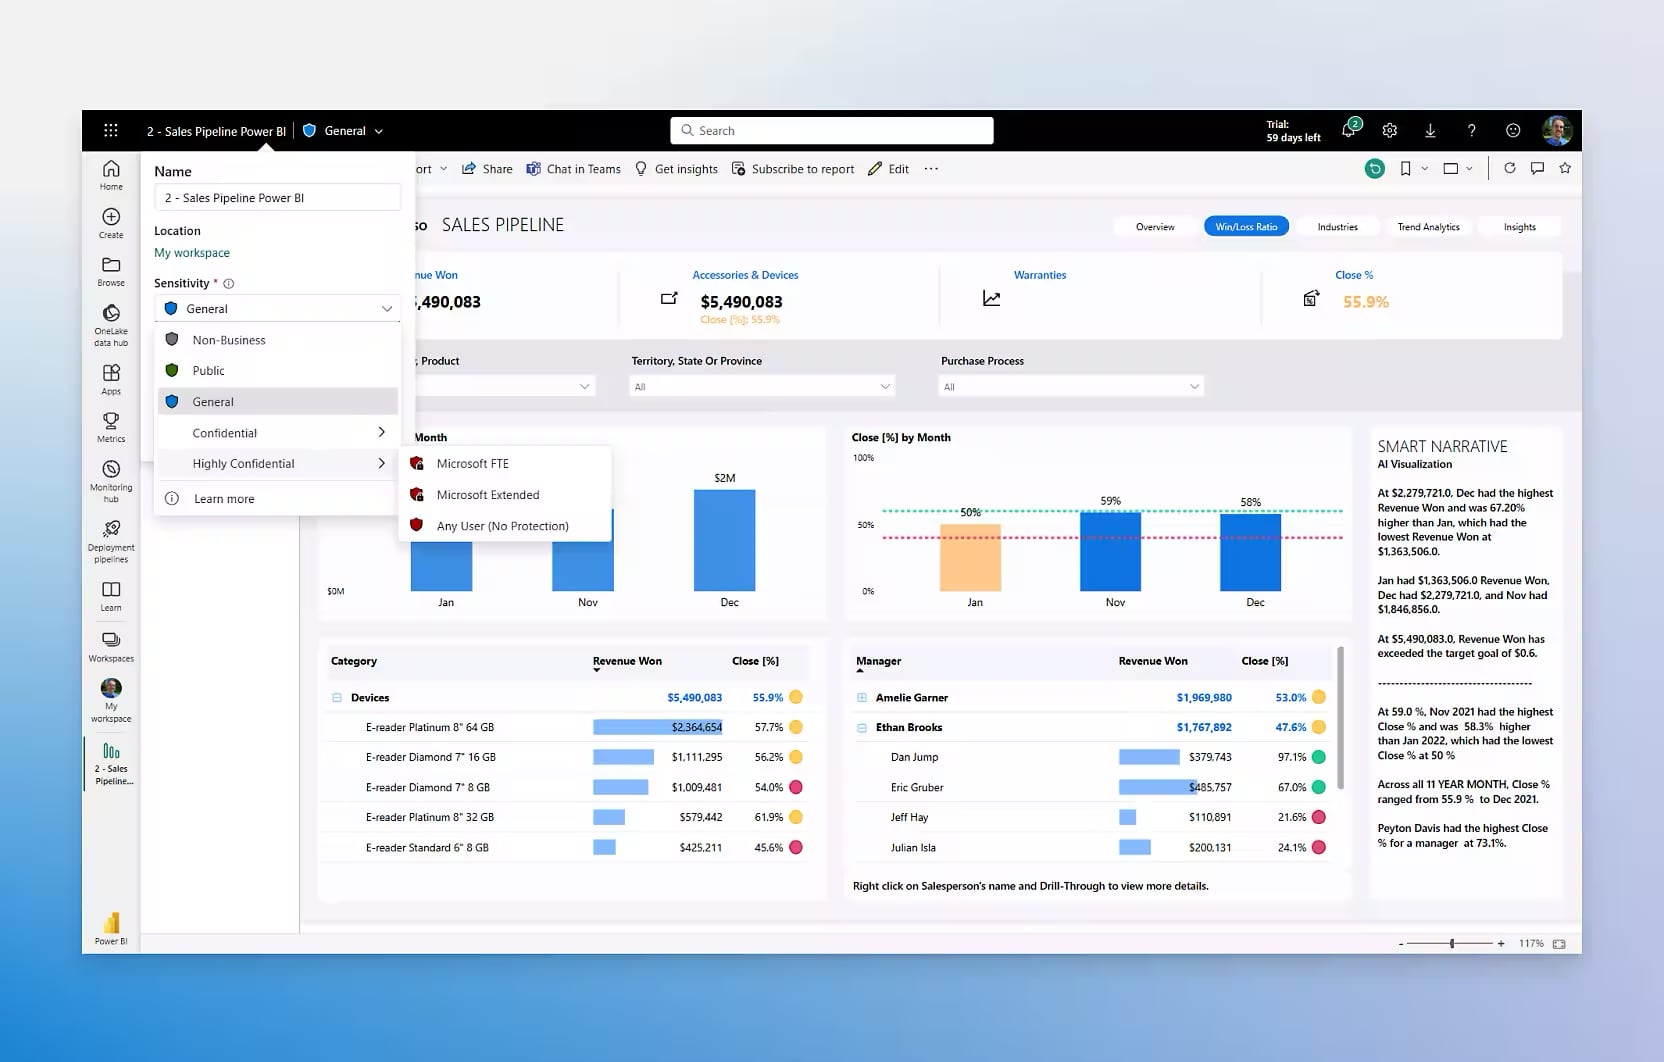 2 - Sales Pipeline Power BI
General
Search
Trial:
59 days left
2
?
Home
Create
Browse
OneLake
data hub
Apps
Metrics
Monitoring
hub
Deployment
pipelines
Learn
Workspaces
My
workspace
2 - Sales
Pipeline...
Power BI
Name
2 - Sales Pipeline Power BI
Location
My workspace
Sensitivity *
General
Non-Business
Public
General
Confidential
Highly Confidential
Learn more
Microsoft FTE
Microsoft Extended
Any User (No Protection)
ort
Share
Chat in Teams
Get insights
Subscribe to report
Edit
...
so SALES PIPELINE
Overview
Win/Loss Ratio
Industries
Trend Analytics
Insights
nue Won
,490,083
Accessories & Devices
$5,490,083
Close [%]: 55.9%
Warranties
Close %
55.9%
, Product
Territory, State Or Province
All
Purchase Process
All
Month
$2M
$0M
Jan
Nov
Dec
Close [%] by Month
100%
50%
0%
50%
59%
58%
Jan
Nov
Dec
SMART NARRATIVE
AI Visualization
At $2,279,721.0, Dec had the highest
Revenue Won and was 67.20%
higher than Jan, which had the
lowest Revenue Won at
$1,363,506.0.
Jan had $1,363,506.0 Revenue Won,
Dec had $2,279,721.0, and Nov had
$1,846,856.0.
At $5,490,083.0, Revenue Won has
exceeded the target goal of $0.6.
-----------------------------------
At 59.0 %, Nov 2021 had the highest
Close % and was 58.3% higher
than Jan 2022, which had the lowest
Close % at 50 %
Across all 11 YEAR MONTH, Close %
ranged from 55.9 % to Dec 2021.
Peyton Davis had the highest Close
% for a manager at 73.1%.
Category Revenue Won Close [%]
Devices $5,490,083 55.9%
E-reader Platinum 8" 64 GB $2,364,654 57.7%
E-reader Diamond 7" 16 GB $1,111,295 56.2%
E-reader Diamond 7" 8 GB $1,009,481 54.0%
E-reader Platinum 8" 32 GB $579,442 61.9%
E-reader Standard 6" 8 GB $425,211 45.6%
Manager Revenue Won Close [%]
Amelie Garner $1,969,980 53.0%
Ethan Brooks $1,767,892 47.6%
Dan Jump $379,743 97.1%
Eric Gruber $485,757 67.0%
Jeff Hay $110,891 21.6%
Julian Isla $200,131 24.1%
Right click on Salesperson's name and Drill-Through to view more details.
- + 117%